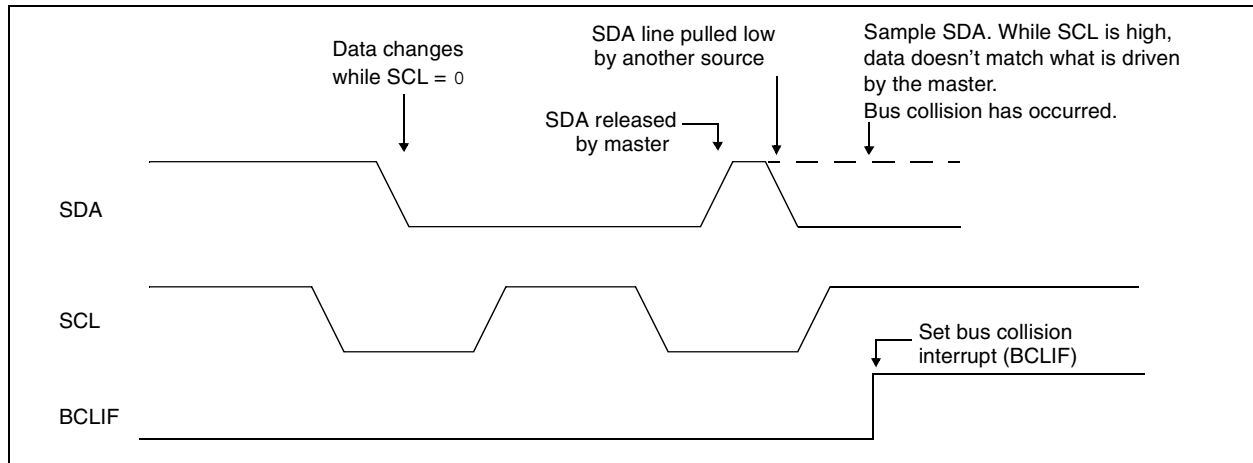 Data changes
while SCL = 0
SDA line pulled low
by another source
Sample SDA. While SCL is high,
data doesn't match what is driven
by the master.
Bus collision has occurred.
SDA released
by master
SDA
SCL
Set bus collision
interrupt (BCLIF)
BCLIF